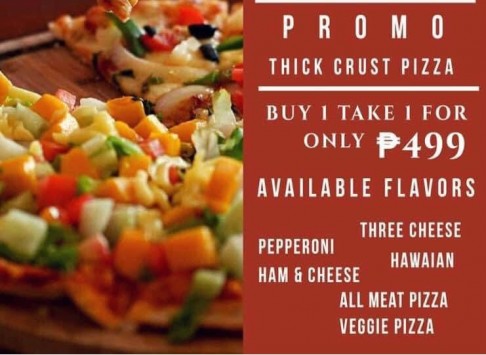 PROMO
THICK CRUST PIZZA
BUY 1 TAKE 1 FOR
ONLY ₱499
AVAILABLE FLAVORS
THREE CHEESE
PEPPERONI
HAWAIAN
HAM & CHEESE
ALL MEAT PIZZA
VEGGIE PIZZA